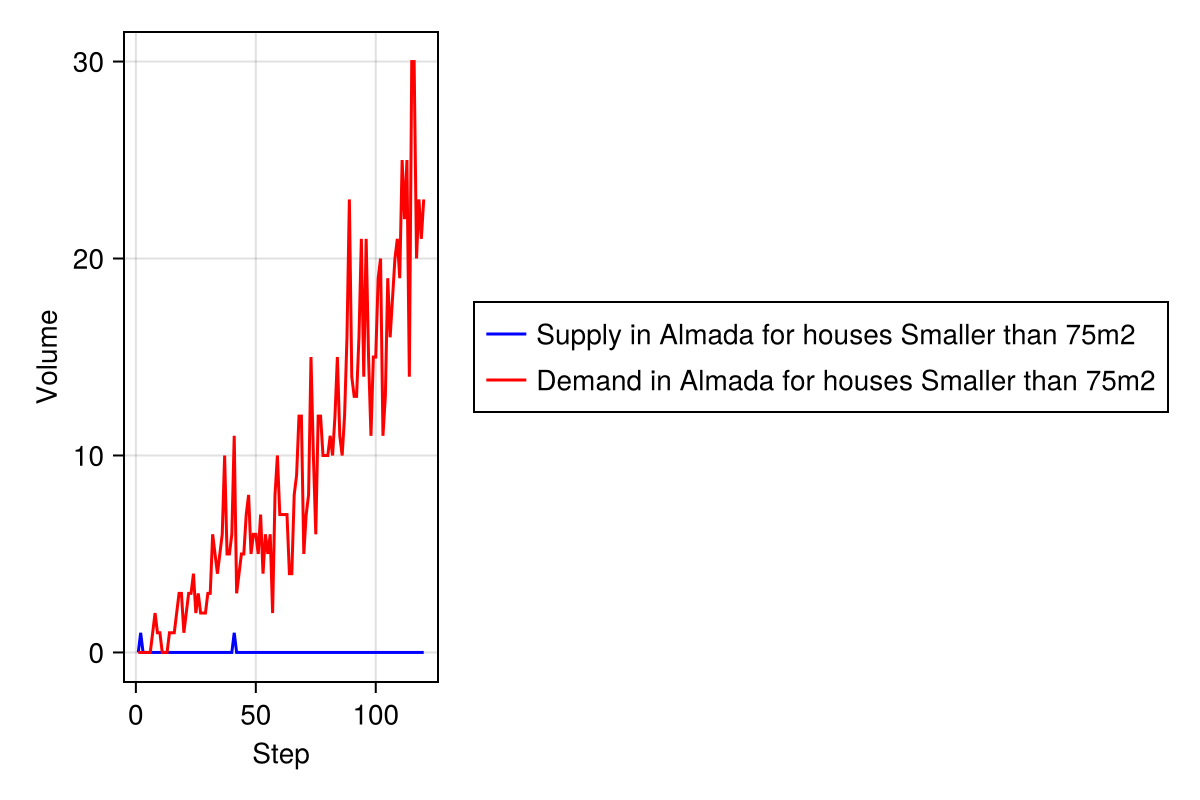 30
20
10
0
Volume
0 50 100
Step
Supply in Almada for houses Smaller than 75m2
Demand in Almada for houses Smaller than 75m2